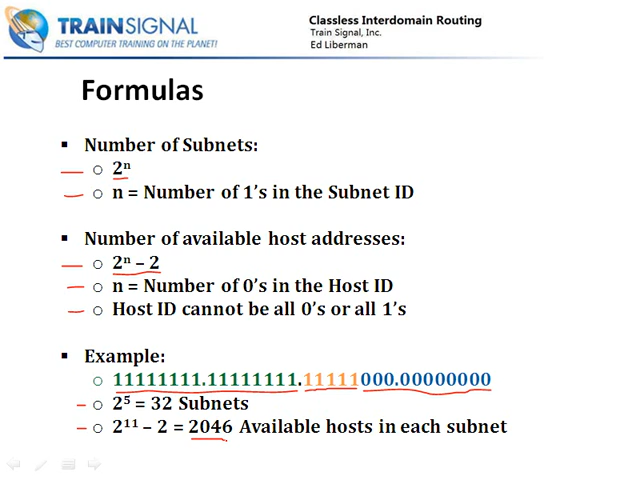 TRAINSIGNAL
BEST COMPUTER TRAINING ON THE PLANET!
Classless Interdomain Routing
Train Signal, Inc.
Ed Liberman
Formulas
▪ Number of Subnets:
○ 2ⁿ
○ n = Number of 1’s in the Subnet ID
▪ Number of available host addresses:
○ 2ⁿ – 2
○ n = Number of 0’s in the Host ID
○ Host ID cannot be all 0’s or all 1’s
▪ Example:
○ 11111111.11111111.11111000.00000000
○ 2⁵ = 32 Subnets
○ 2¹¹ – 2 = 2046 Available hosts in each subnet